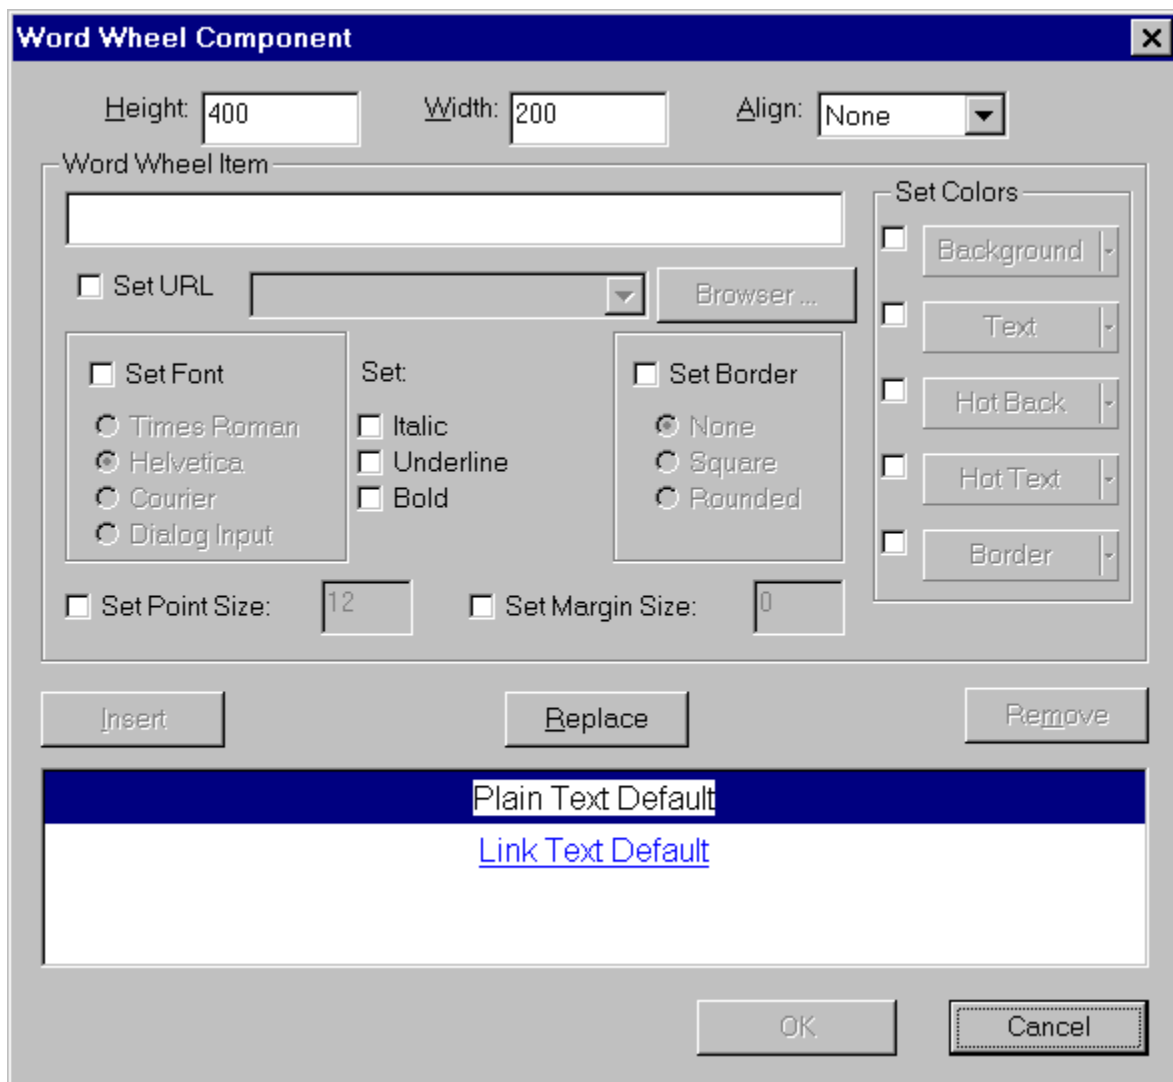 Word Wheel Component
Height: 400 Width: 200 Align: None
Word Wheel Item
Set Colors
Background
Set URL Browser ...
Text
Set Font Set: Set Border
Hot Back
Times Roman Italic None
Helvetica Underline Square
Hot Text
Courier Bold Rounded
Dialog Input
Border
Set Point Size: 12 Set Margin Size: 0
Insert Replace Remove
Plain Text Default
Link Text Default
OK Cancel